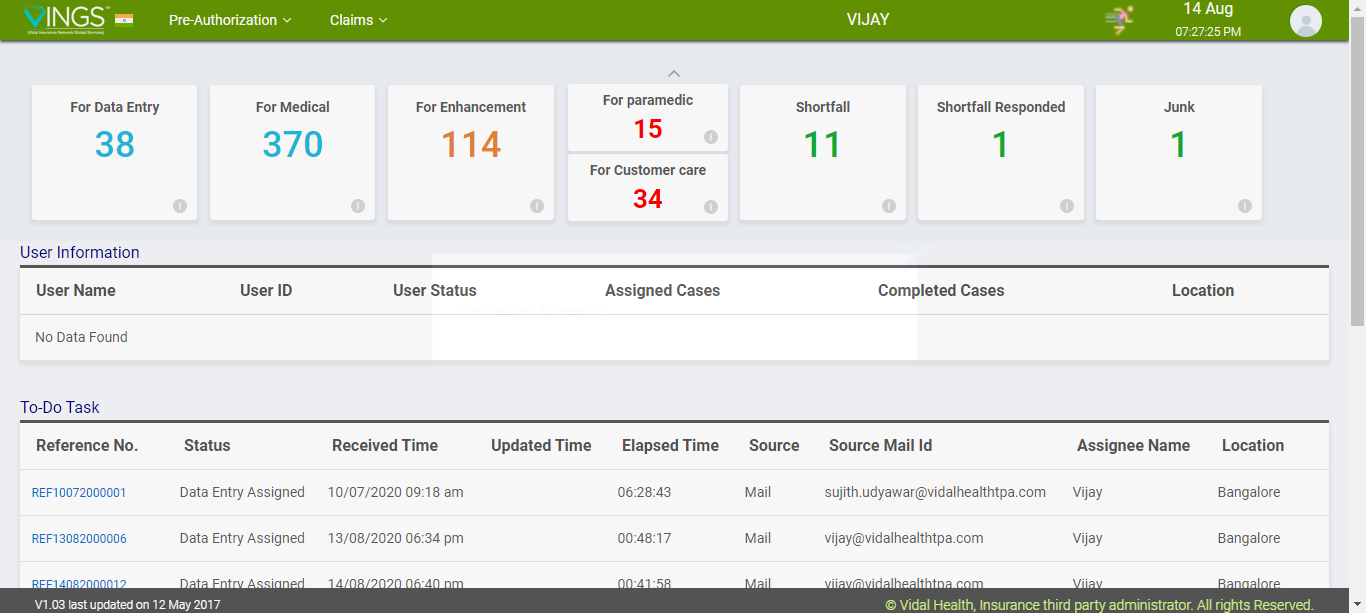 VINGS™
(Vidal Insurance Network Global Services)
Pre-Authorization Claims VIJAY 14 Aug
07:27:25 PM
For Data Entry For Medical For Enhancement For paramedic Shortfall Shortfall Responded Junk
38 370 114 15 11 1 1
For Customer care
34
User Information
User Name User ID User Status Assigned Cases Completed Cases Location
No Data Found
To-Do Task
Reference No. Status Received Time Updated Time Elapsed Time Source Source Mail Id Assignee Name Location
REF10072000001 Data Entry Assigned 10/07/2020 09:18 am 06:28:43 Mail sujith.udyawar@vidalhealthtpa.com Vijay Bangalore
REF13082000006 Data Entry Assigned 13/08/2020 06:34 pm 00:48:17 Mail vijay@vidalhealthtpa.com Vijay Bangalore
REF14082000012 Data Entry Assigned 14/08/2020 06:40 pm 00:41:58 Mail vijay@vidalhealthtpa.com Vijay Bangalore
V1.03 last updated on 12 May 2017 © Vidal Health, Insurance third party administrator. All rights Reserved.